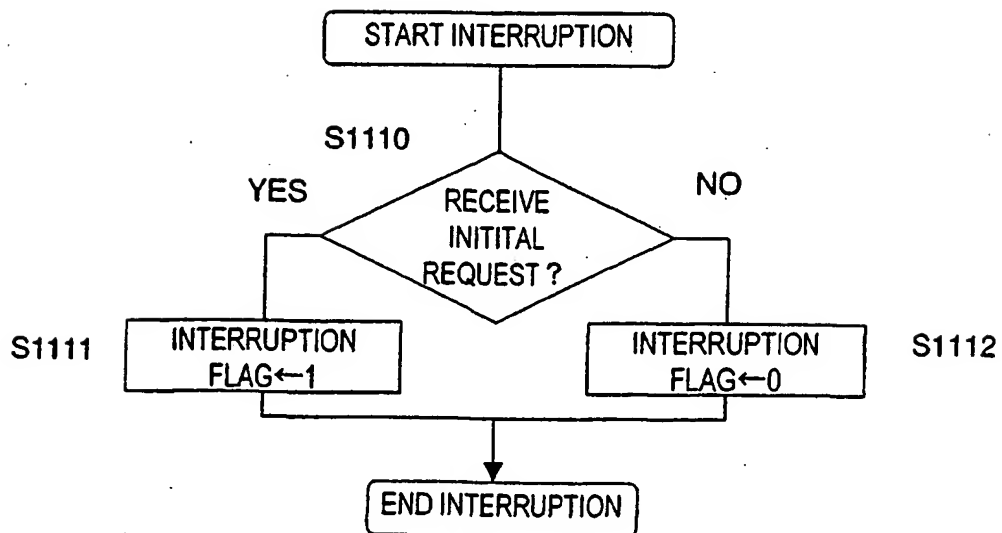 START INTERRUPTION
S1110
YES
NO
RECEIVE
INITITAL
REQUEST ?
S1111
INTERRUPTION
FLAG←1
INTERRUPTION
FLAG←0
S1112
END INTERRUPTION